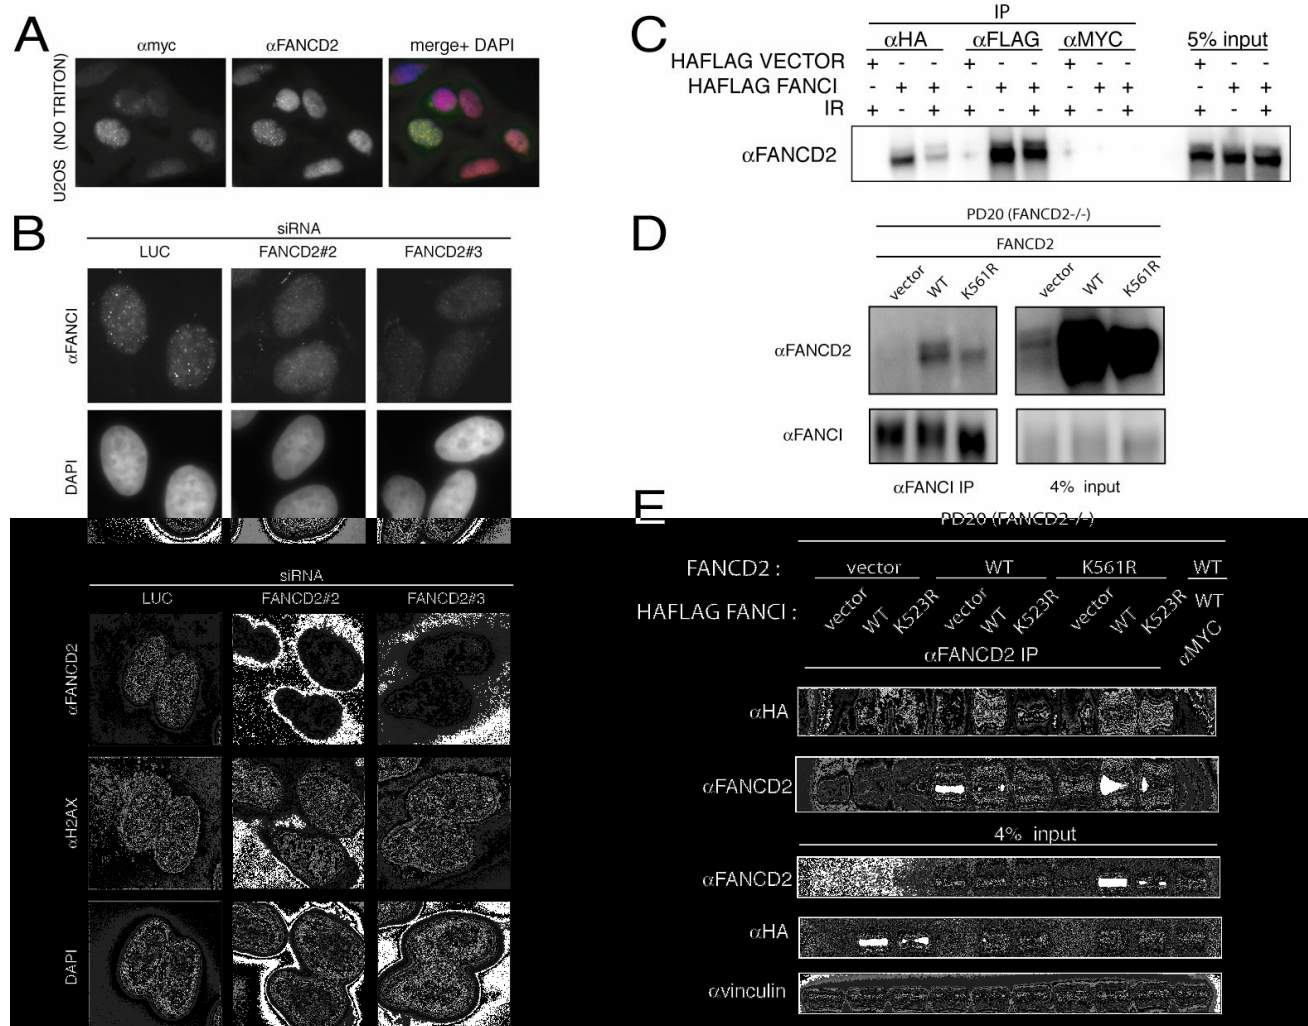 A
αmyc αFANCD2 merge+ DAPI
U2OS (NO TRITON)
B
siRNA
LUC FANCD2#2 FANCD2#3
αFANCI
DAPI
siRNA
LUC FANCD2#2 FANCD2#3
αFANCD2
αH2AX
DAPI
C
IP
αHA αFLAG αMYC 5% input
HAFLAG VECTOR + - - + - - + - - + - -
HAFLAG FANCI - + + - + + - + + - + +
IR + - + + - + + - + + - +
αFANCD2
D
PD20 (FANCD2-/-)
FANCD2
vector WT K561R vector WT K561R
αFANCD2
αFANCI
αFANCI IP 4% input
E
PD20 (FANCD2-/-)
FANCD2 : vector WT K561R WT
HAFLAG FANCI : vector WT K523R vector WT K523R vector WT K523R WT
αFANCD2 IP αMYC
αHA
αFANCD2
4% input
αFANCD2
αHA
αvinculin